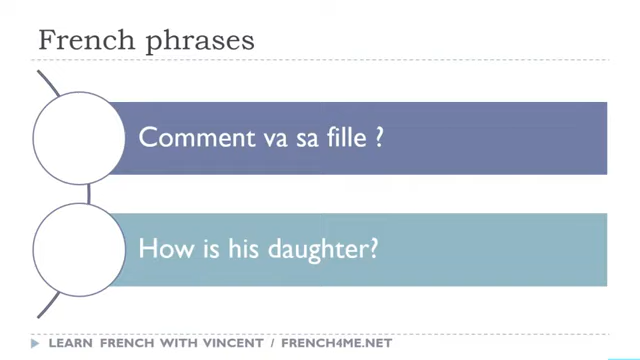 French phrases
Comment va sa fille ?
How is his daughter?
LEARN FRENCH WITH VINCENT / FRENCH4ME.NET